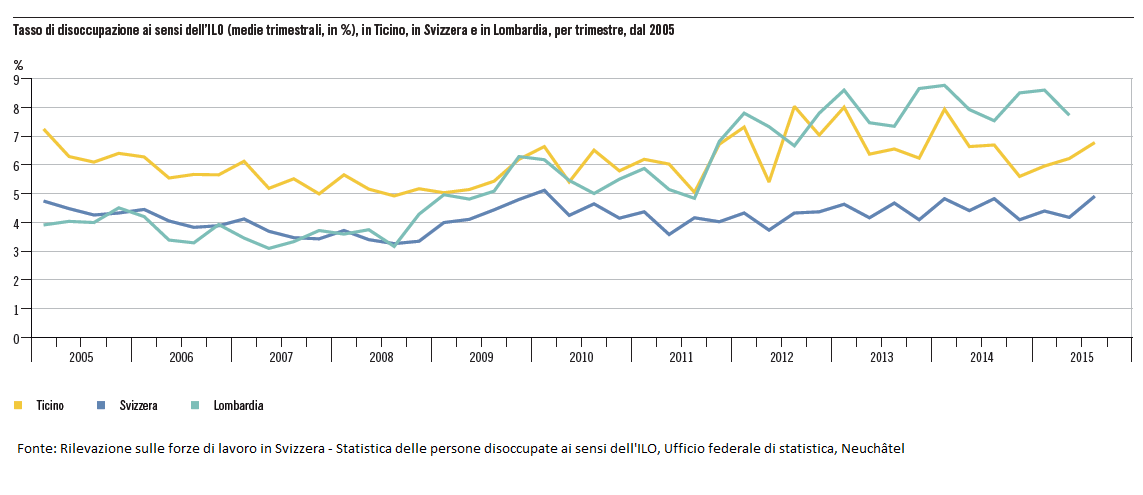 Tasso di disoccupazione ai sensi dell'ILO (medie trimestrali, in %), in Ticino, in Svizzera e in Lombardia, per trimestre, dal 2005
%
9
8
7
6
5
4
3
2
1
0
2005 2006 2007 2008 2009 2010 2011 2012 2013 2014 2015
Ticino Svizzera Lombardia
Fonte: Rilevazione sulle forze di lavoro in Svizzera - Statistica delle persone disoccupate ai sensi dell'ILO, Ufficio federale di statistica, Neuchâtel